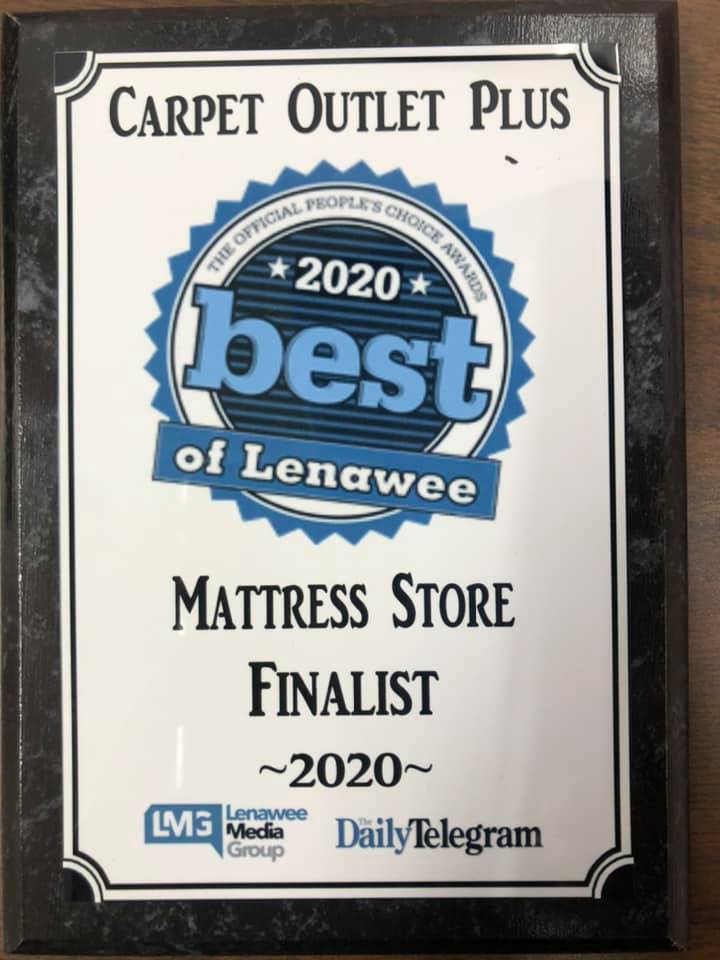 CARPET OUTLET PLUS
THE OFFICIAL PEOPLE'S CHOICE AWARDS
2020
best
of Lenawee
MATTRESS STORE
FINALIST
~2020~
LMG Lenawee
Media
Group
The DailyTelegram